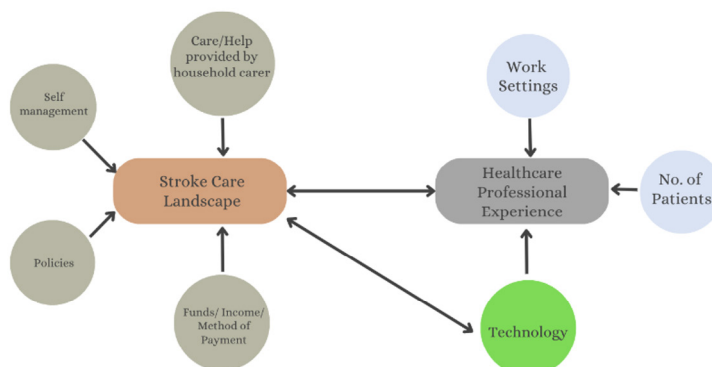 Care/Help
provided by
household carer
Work
Settings
Self
management
Stroke Care
Landscape
Healthcare
Professional
Experience
No. of
Patients
Policies
Funds/ Income/
Method of
Payment
Technology